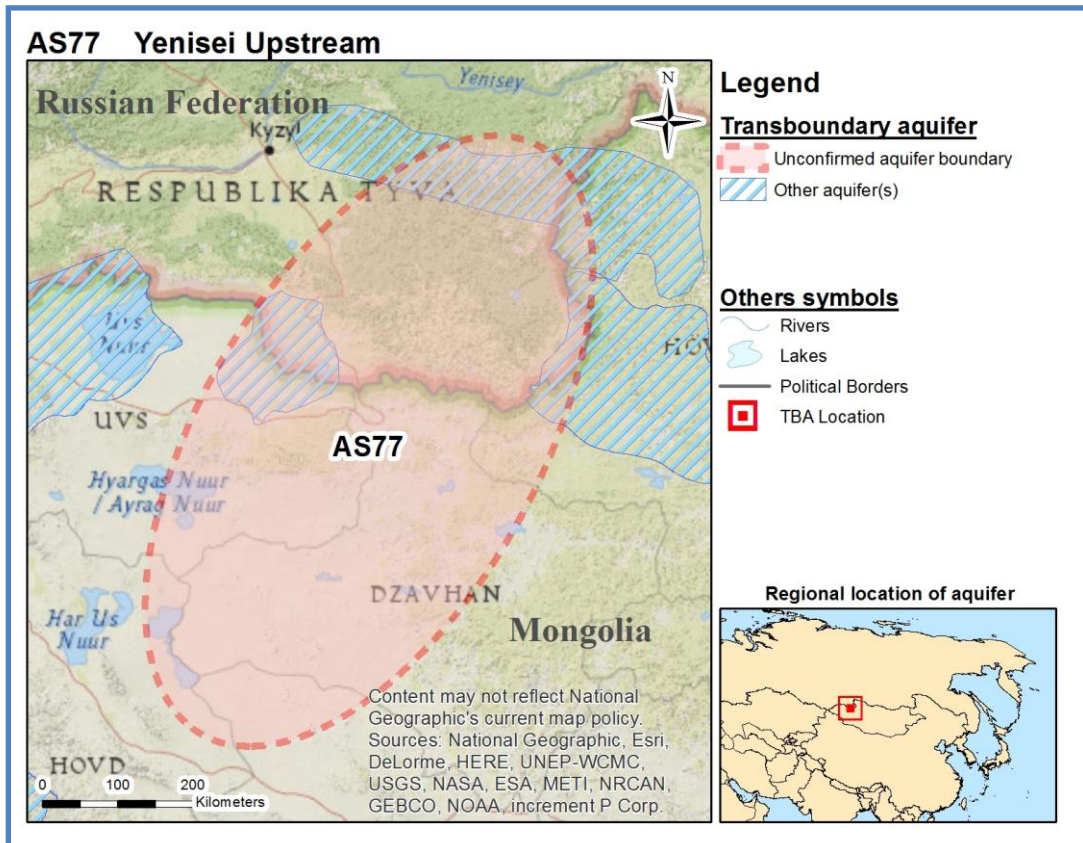 AS77 Yenisei Upstream
Russian Federation
Yenisey
N
Kyzyl
RESPUBLIKA TYVA
Uvs
Nuur
UVS
AS77
Hyargas Nuur
/ Ayrag Nuur
DZAVHAN
Har Us
Nuur
Mongolia
HÖV
HOVD
Content may not reflect National
Geographic's current map policy.
Sources: National Geographic, Esri,
DeLorme, HERE, UNEP-WCMC,
USGS, NASA, ESA, METI, NRCAN,
GEBCO, NOAA, increment P Corp.
0 100 200
Kilometers
Legend
Transboundary aquifer
Unconfirmed aquifer boundary
Other aquifer(s)
Others symbols
Rivers
Lakes
Political Borders
TBA Location
Regional location of aquifer